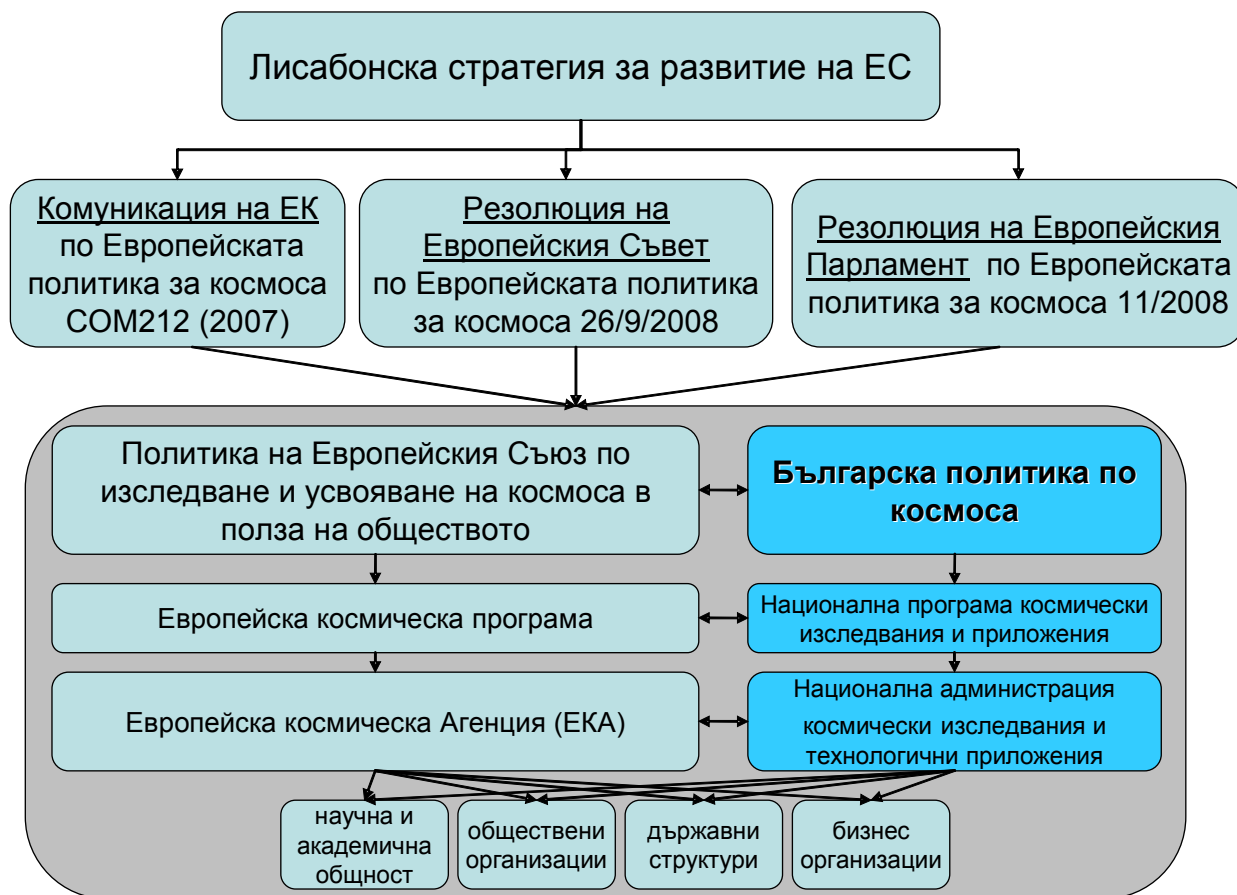 Лисабонска стратегия за развитие на ЕС
Комуникация на ЕК
по Европейската
политика за космоса
COM212 (2007)
Резолюция на
Европейския Съвет
по Европейската политика
за космоса 26/9/2008
Резолюция на Европейския
Парламент по Европейската
политика за космоса 11/2008
Политика на Европейския Съюз по
изследване и усвояване на космоса в
полза на обществото
Българска политика по
космоса
Европейска космическа програма
Национална програма космически
изследвания и приложения
Европейска космическа Агенция (ЕКА)
Национална администрация
космически изследвания и
технологични приложения
научна и
академична
общност
обществени
организации
държавни
структури
бизнес
организации